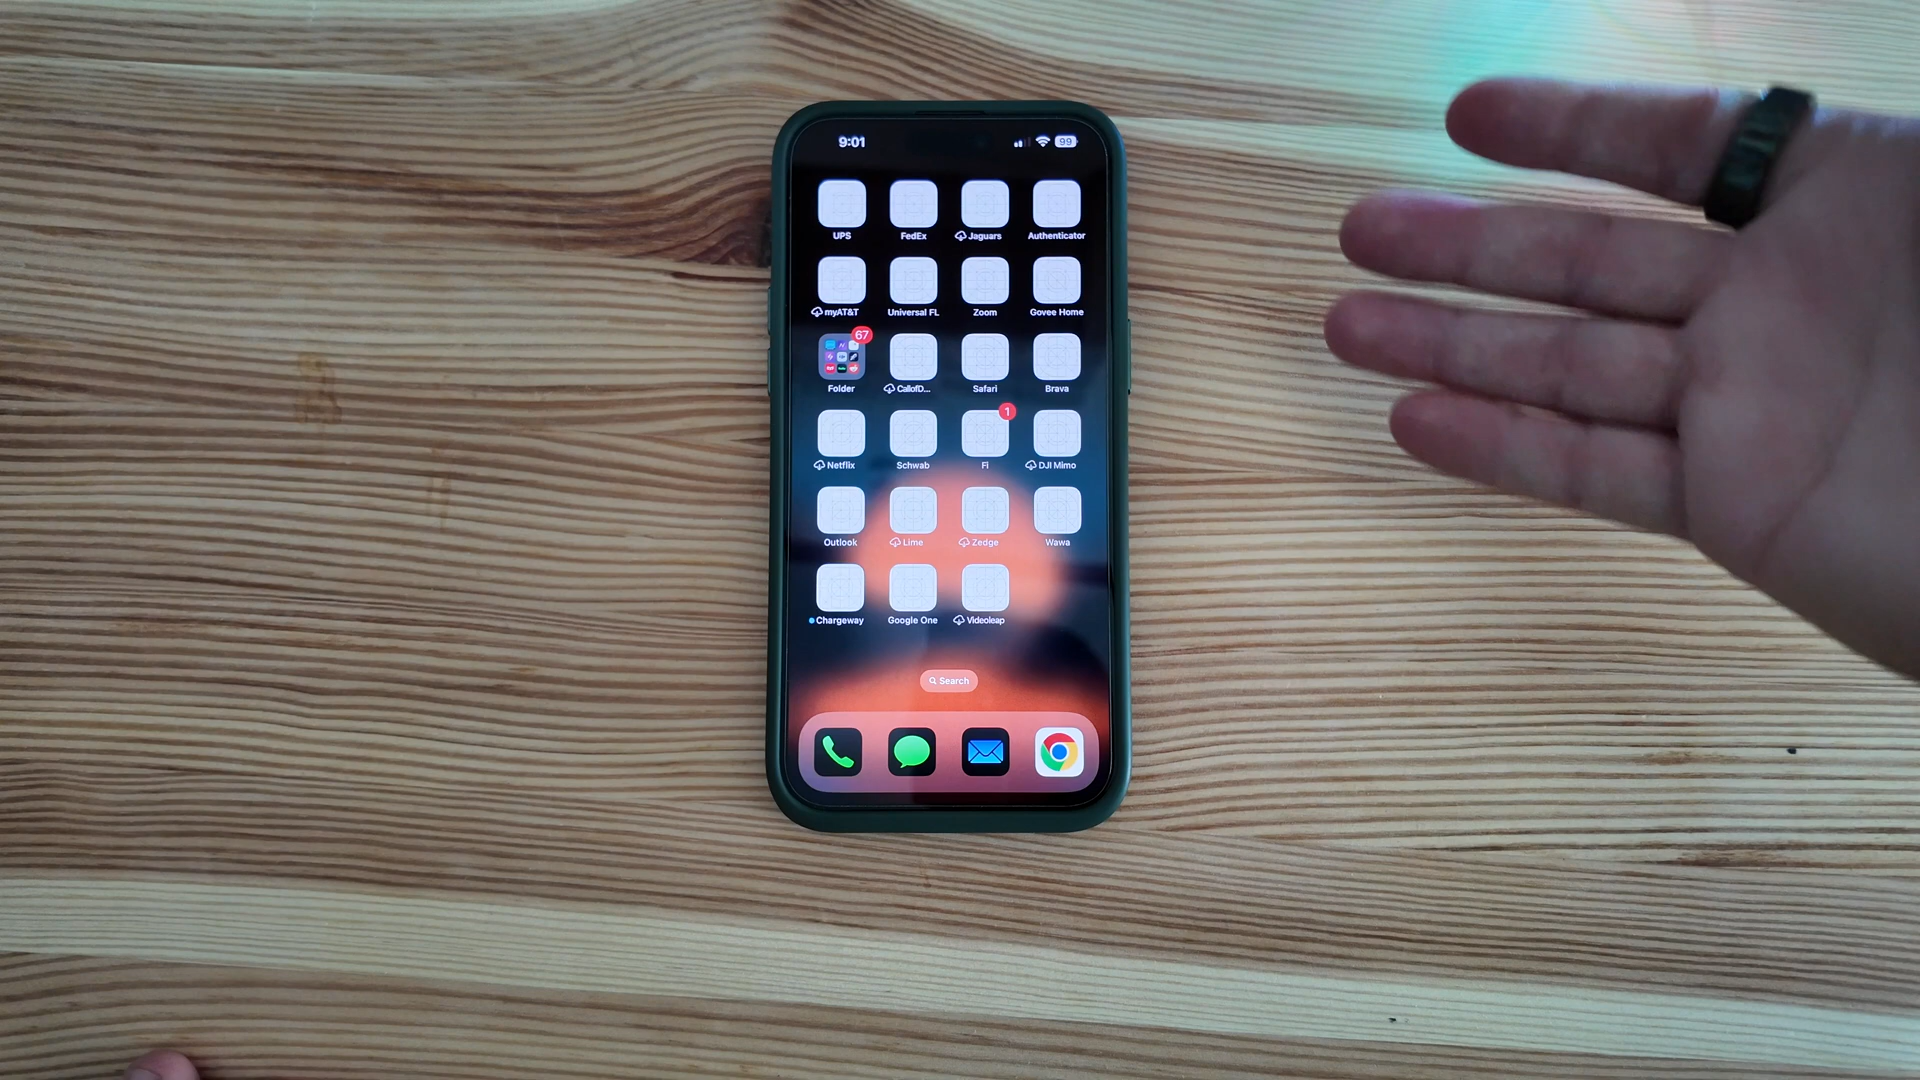 9:01 99
UPS FedEx Jaguars Authenticator
myAT&T Universal FL Zoom Govee Home
67
Folder CallofD... Safari Brava
1
Netflix Schwab Fi DJI Mimo
Outlook Lime Zedge Wawa
Chargeway Google One Videoleap
Search